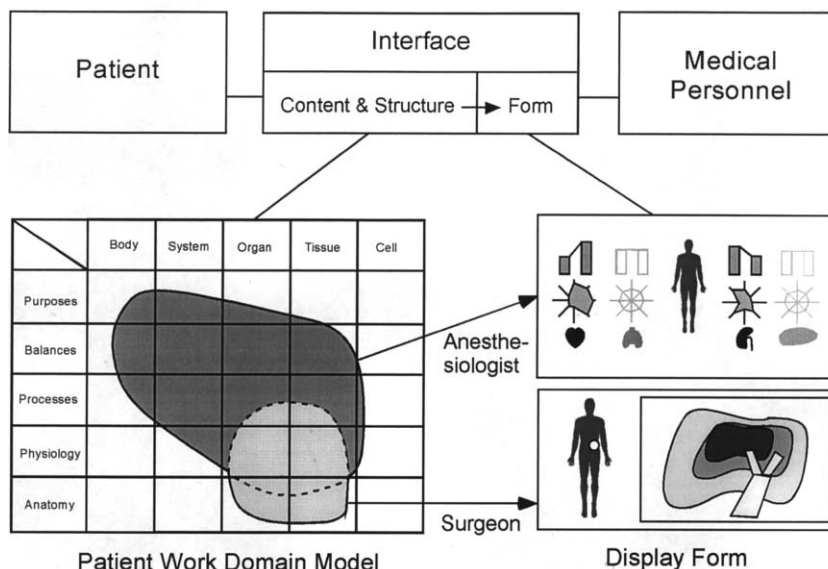 Patient
Interface
Content & Structure
Form
Medical
Personnel
Body
System
Organ
Tissue
Cell
Purposes
Balances
Processes
Physiology
Anatomy
Anesthe-
siologist
Surgeon
Patient Work Domain Model
Display Form